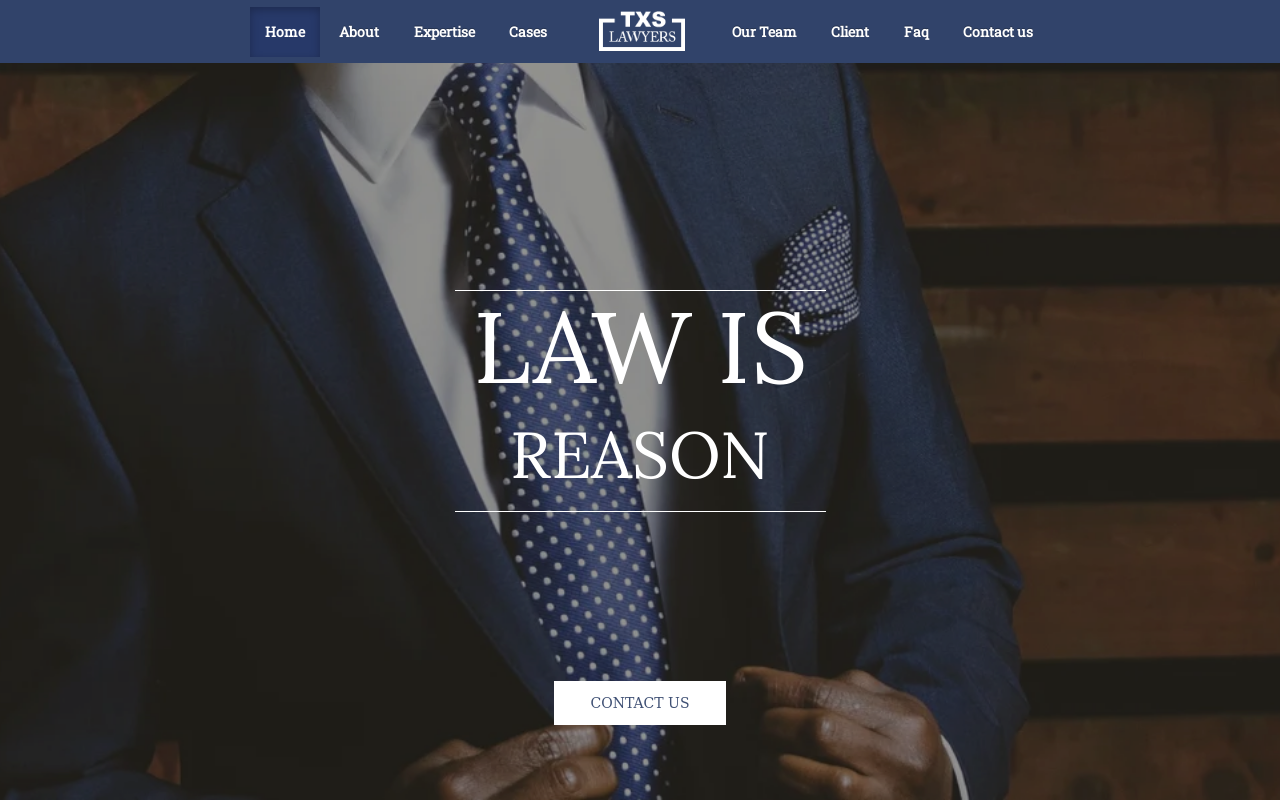 Home About Expertise Cases TXS LAWYERS Our Team Client Faq Contact us
LAW IS
REASON
CONTACT US